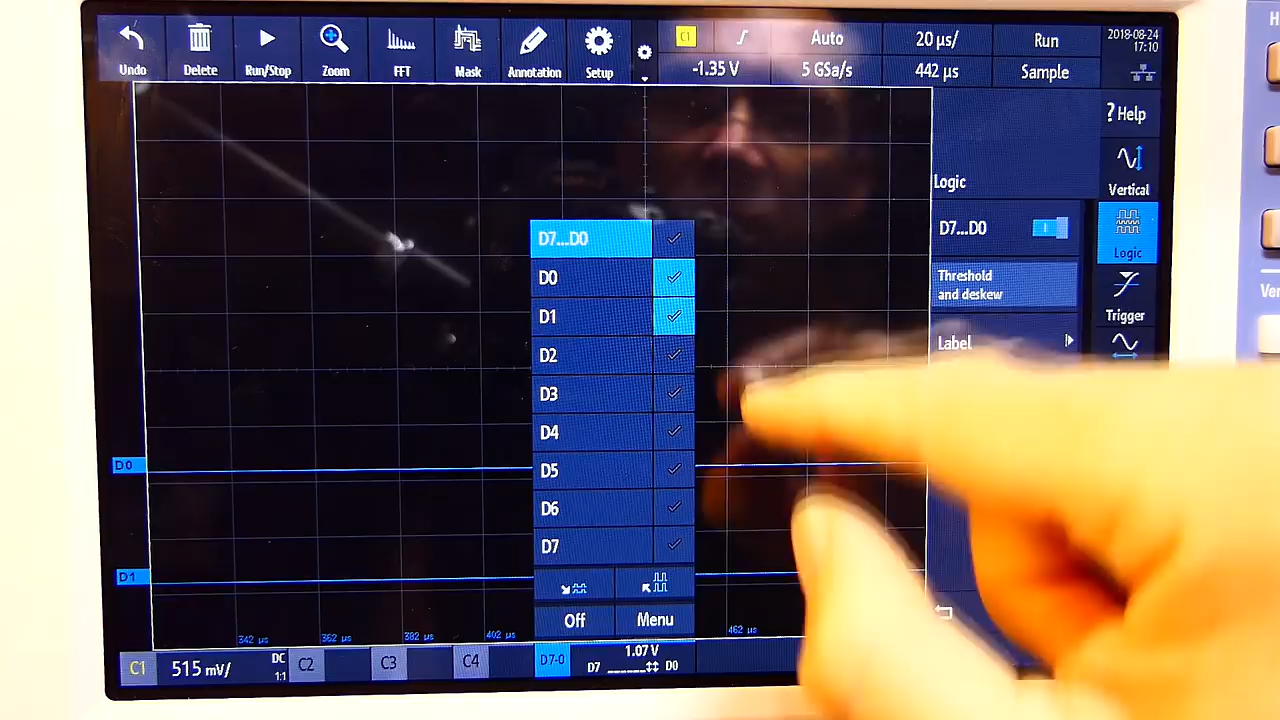 Undo
Delete
Run/Stop
Zoom
FFT
Mask
Annotation
Setup
C1
Auto
20 µs/
Run
-1.35 V
5 GSa/s
442 µs
Sample
2018-08-24
17:10
? Help
Vertical
Logic
Trigger
Logic
D7...D0
Threshold
and deskew
Label
D7...D0
D0
D1
D2
D3
D4
D5
D6
D7
Off
Menu
D0
D1
342 µs
362 µs
382 µs
402 µs
462 µs
C1
515 mV/
DC
1:1
C2
C3
C4
D7-0
1.07 V
D7
D0